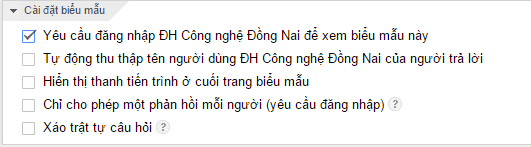 Cài đặt biểu mẫu
Yêu cầu đăng nhập ĐH Công nghệ Đồng Nai để xem biểu mẫu này
Tự động thu thập tên người dùng ĐH Công nghệ Đồng Nai của người trả lời
Hiển thị thanh tiến trình ở cuối trang biểu mẫu
Chỉ cho phép một phản hồi mỗi người (yêu cầu đăng nhập) ?
Xáo trật tự câu hỏi ?